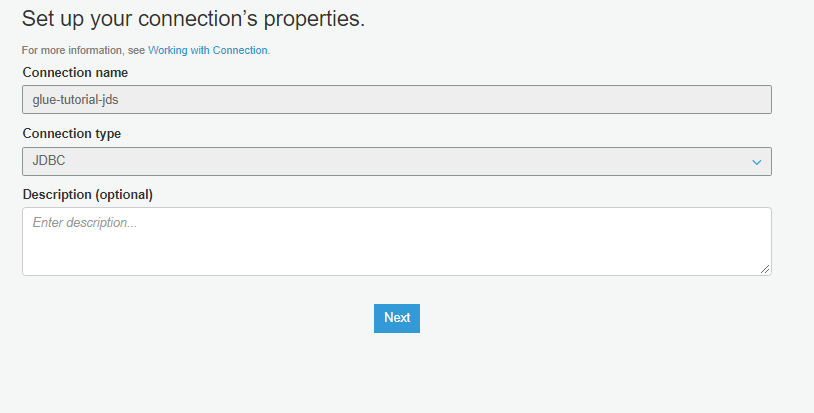 Set up your connection’s properties.
For more information, see Working with Connection.
Connection name
glue-tutorial-jds
Connection type
JDBC
Description (optional)
Enter description...
Next